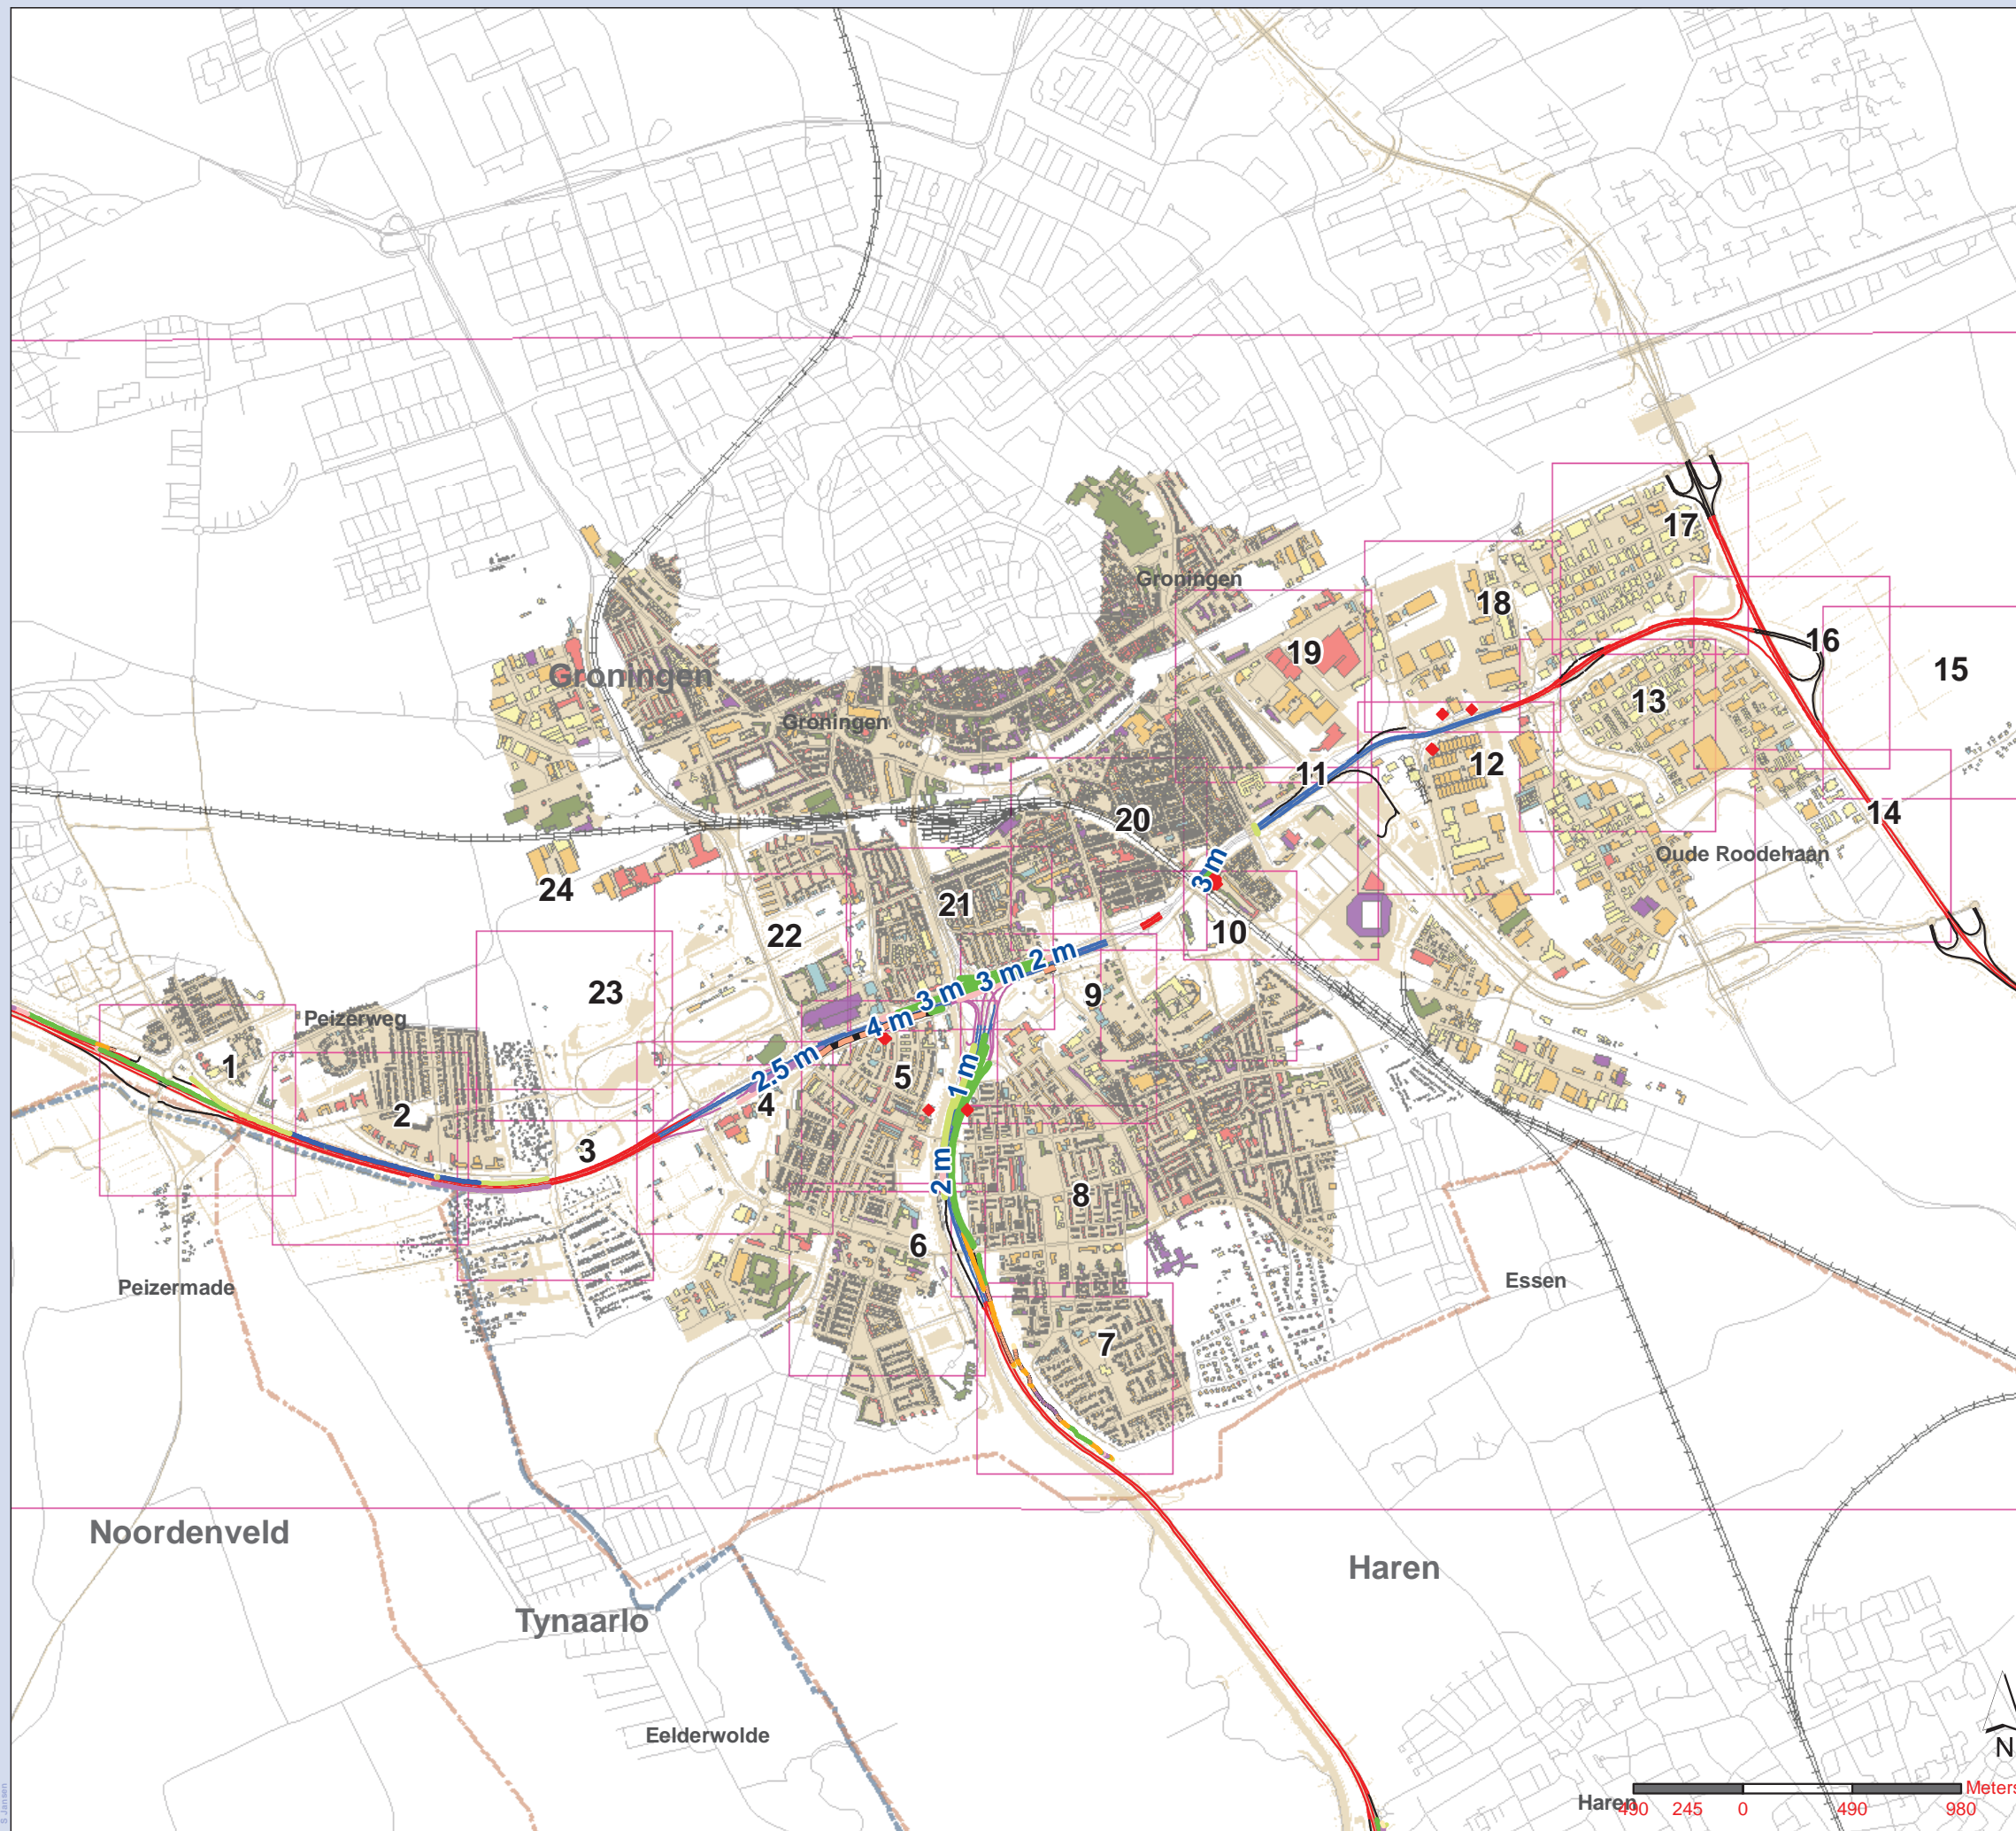 17
Groningen
18
16
19
15
Groningen
13
Groningen
12
11
14
20
Oude Roodehaan
3 m
24
21
10
22
2 m
3 m
23
3 m
9
4 m
Peizerweg
2.5 m
1
1 m
5
4
2
3
2 m
8
6
Peizermade
Essen
7
Noordenveld
Haren
Tynaarlo
Eelderwolde
N
Meters
Haren
490 245 0 490 980
S Jansen